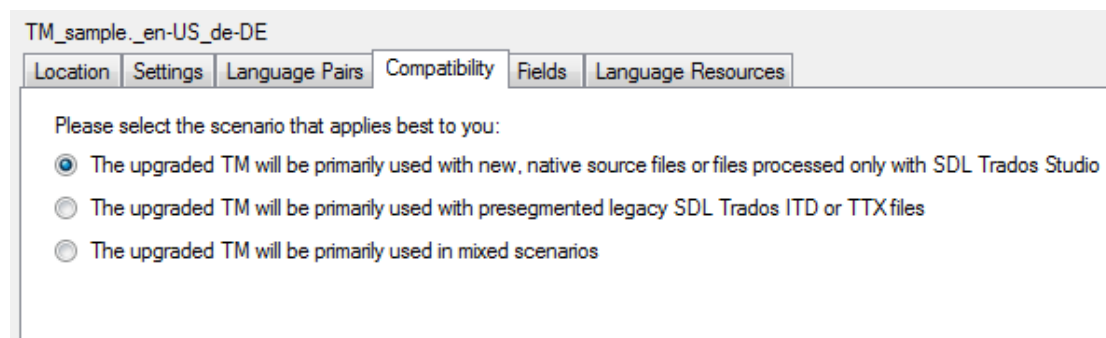 TM_sample._en-US_de-DE
Location Settings Language Pairs Compatibility Fields Language Resources
Please select the scenario that applies best to you:
The upgraded TM will be primarily used with new, native source files or files processed only with SDL Trados Studio
The upgraded TM will be primarily used with presegmented legacy SDL Trados ITD or TTX files
The upgraded TM will be primarily used in mixed scenarios